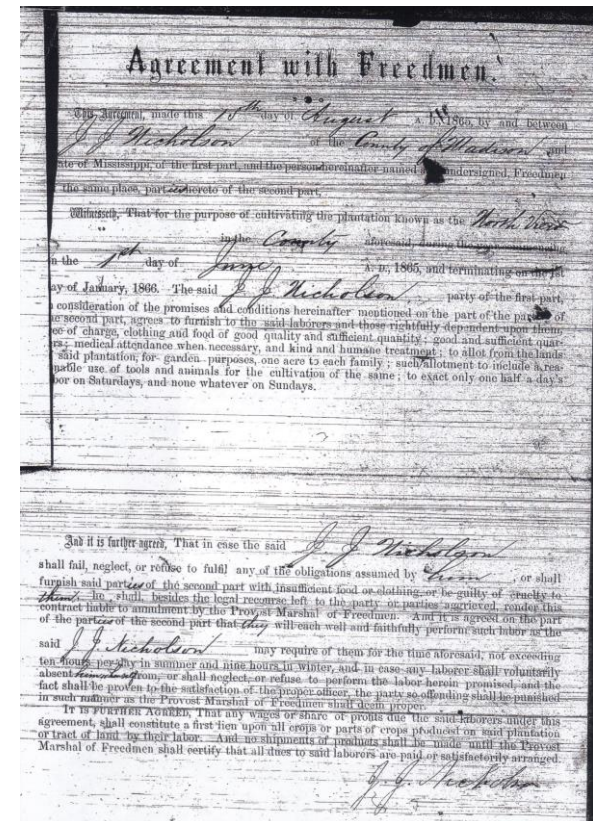 Agreement with Freedmen.
This Agreement, made this 15th day of August A. D. 1865, by and between
J J Nicholson of the County of Madison and
ate of Mississippi, of the first part, and the person hereinafter named undersigned Freedmen
the same place, parties hereto of the second part,
Witnesseth, That for the purpose of cultivating the plantation known as the North
in the County aforesaid, during the
n the 1st day of June A. D., 1865, and terminating on the 1st
ay of January, 1866. The said J J Nicholson party of the first part,
consideration of the promises and conditions hereinafter mentioned on the part of the parties of
e second part, agrees to furnish to the said laborers and those rightfully dependent upon them,
ee of charge, clothing and food of good quality and sufficient quantity; good and sufficient quar-
rs; medical attendance when necessary, and kind and humane treatment; to allot from the lands
said plantation, for garden purposes, one acre to each family; such allotment to include a rea-
nable use of tools and animals for the cultivation of the same; to exact only one half a day's
bor on Saturdays, and none whatever on Sundays.
And it is further agreed, That in case the said J. J Nicholson
shall fail, neglect, or refuse to fulfil any of the obligations assumed by him, or shall
furnish said parties of the second part with insufficient food or clothing, or be guilty of cruelty to
them, he shall, besides the legal recourse left to the party or parties aggrieved, render this
contract liable to annulment by the Provost Marshal of Freedmen. And it is agreed on the part
of the parties of the second part that they will each well and faithfully perform such labor as the
said J J. Nicholson may require of them for the time aforesaid, not exceeding
ten hours per day in summer and nine hours in winter, and in case any laborer shall voluntarily
absent from, or shall neglect, or refuse to perform the labor herein promised, and the
fact shall be proven to the satisfaction of the proper officer, the party so offending shall be punished
in such manner as the Provost Marshal of Freedmen shall deem proper.
IT IS FURTHER AGREED, That any wages or share of profits due the said laborers under this
agreement, shall constitute a first lien upon all crops or parts of crops produced on said plantation
or tract of land by their labor. And no shipments of products shall be made until the Provost
Marshal of Freedmen shall certify that all dues to said laborers are paid or satisfactorily arranged.
J. J. Nicholson